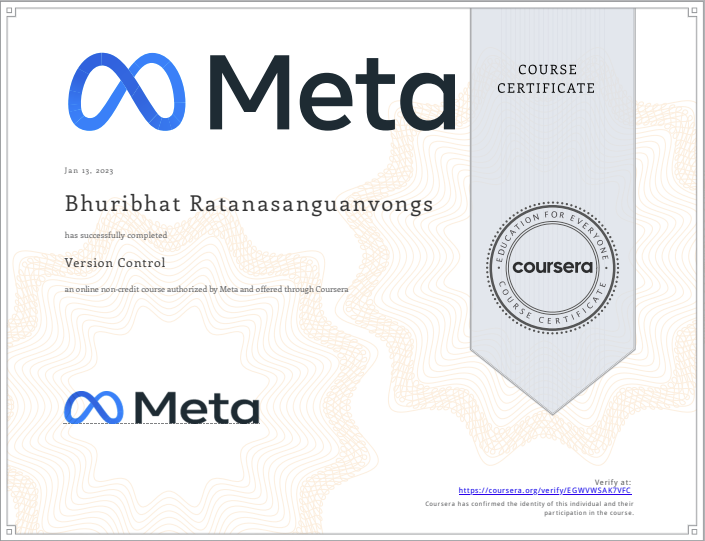 Meta
COURSE
CERTIFICATE
Jan 13, 2023
Bhuribhat Ratanasanguanvongs
has successfully completed
Version Control
an online non-credit course authorized by Meta and offered through Coursera
EDUCATION FOR EVERYONE
coursera
COURSE CERTIFICATE
Meta
Verify at:
https://coursera.org/verify/EGWVWSAK7VFC
Coursera has confirmed the identity of this individual and their
participation in the course.